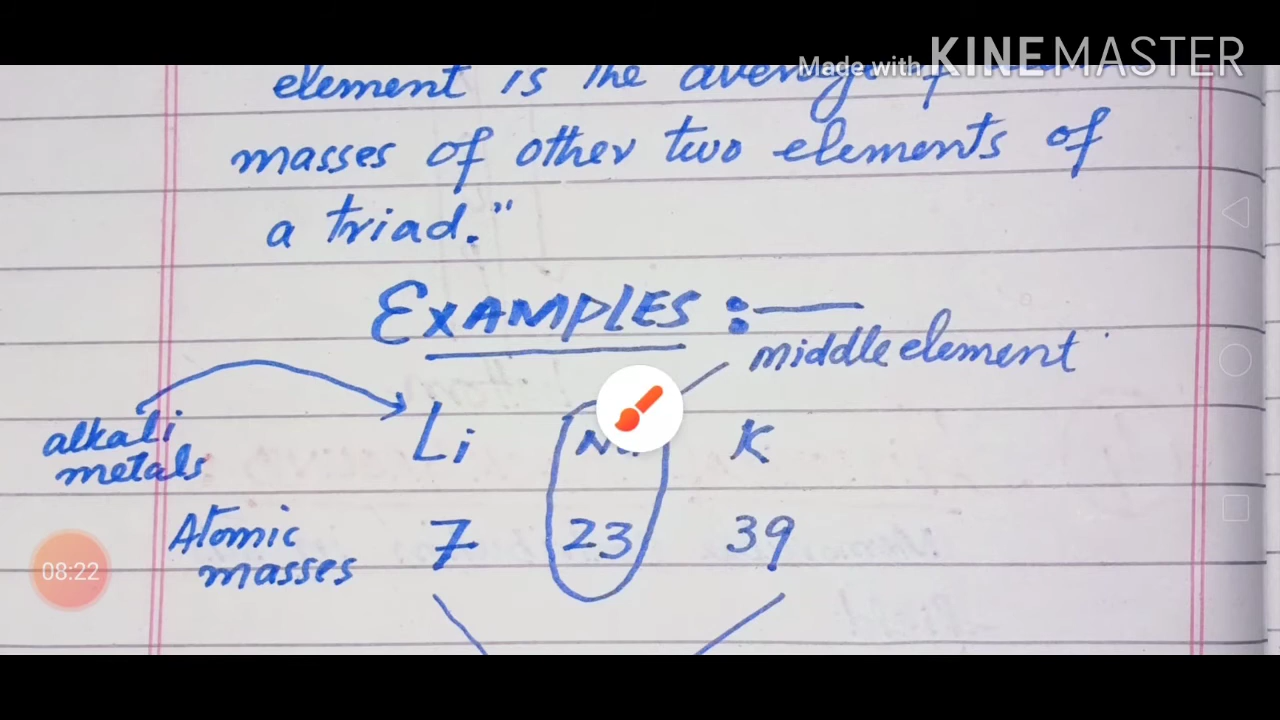 Made with KINEMASTER
element is the average
masses of other two elements of
a triad."
EXAMPLES :—
middle element
alkali
metals
Li K
Atomic
masses
7 23 39
08:22